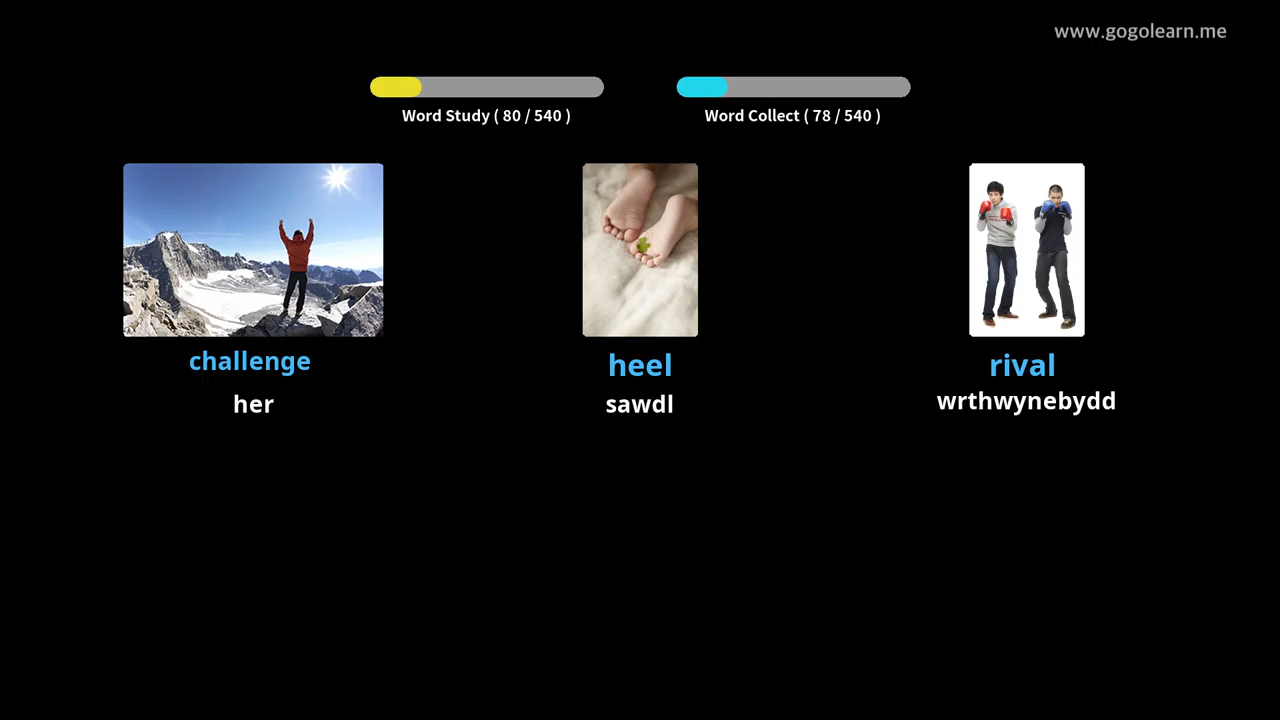 www.gogolearn.me
Word Study ( 80 / 540 )
Word Collect ( 78 / 540 )
challenge
her
heel
sawdl
rival
wrthwynebydd